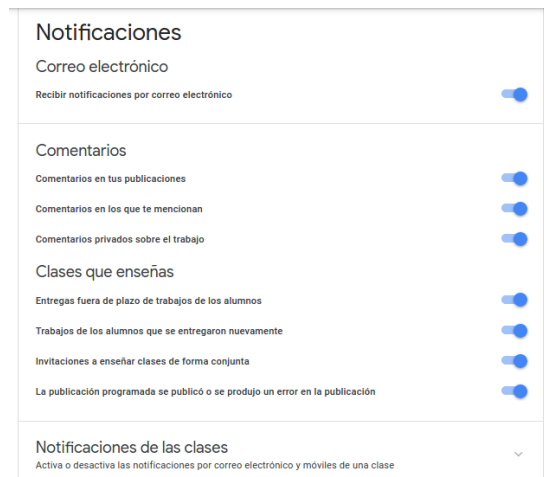 Notificaciones
Correo electrónico
Recibir notificaciones por correo electrónico
Comentarios
Comentarios en tus publicaciones
Comentarios en los que te mencionan
Comentarios privados sobre el trabajo
Clases que enseñas
Entregas fuera de plazo de trabajos de los alumnos
Trabajos de los alumnos que se entregaron nuevamente
Invitaciones a enseñar clases de forma conjunta
La publicación programada se publicó o se produjo un error en la publicación
Notificaciones de las clases
Activa o desactiva las notificaciones por correo electrónico y móviles de una clase